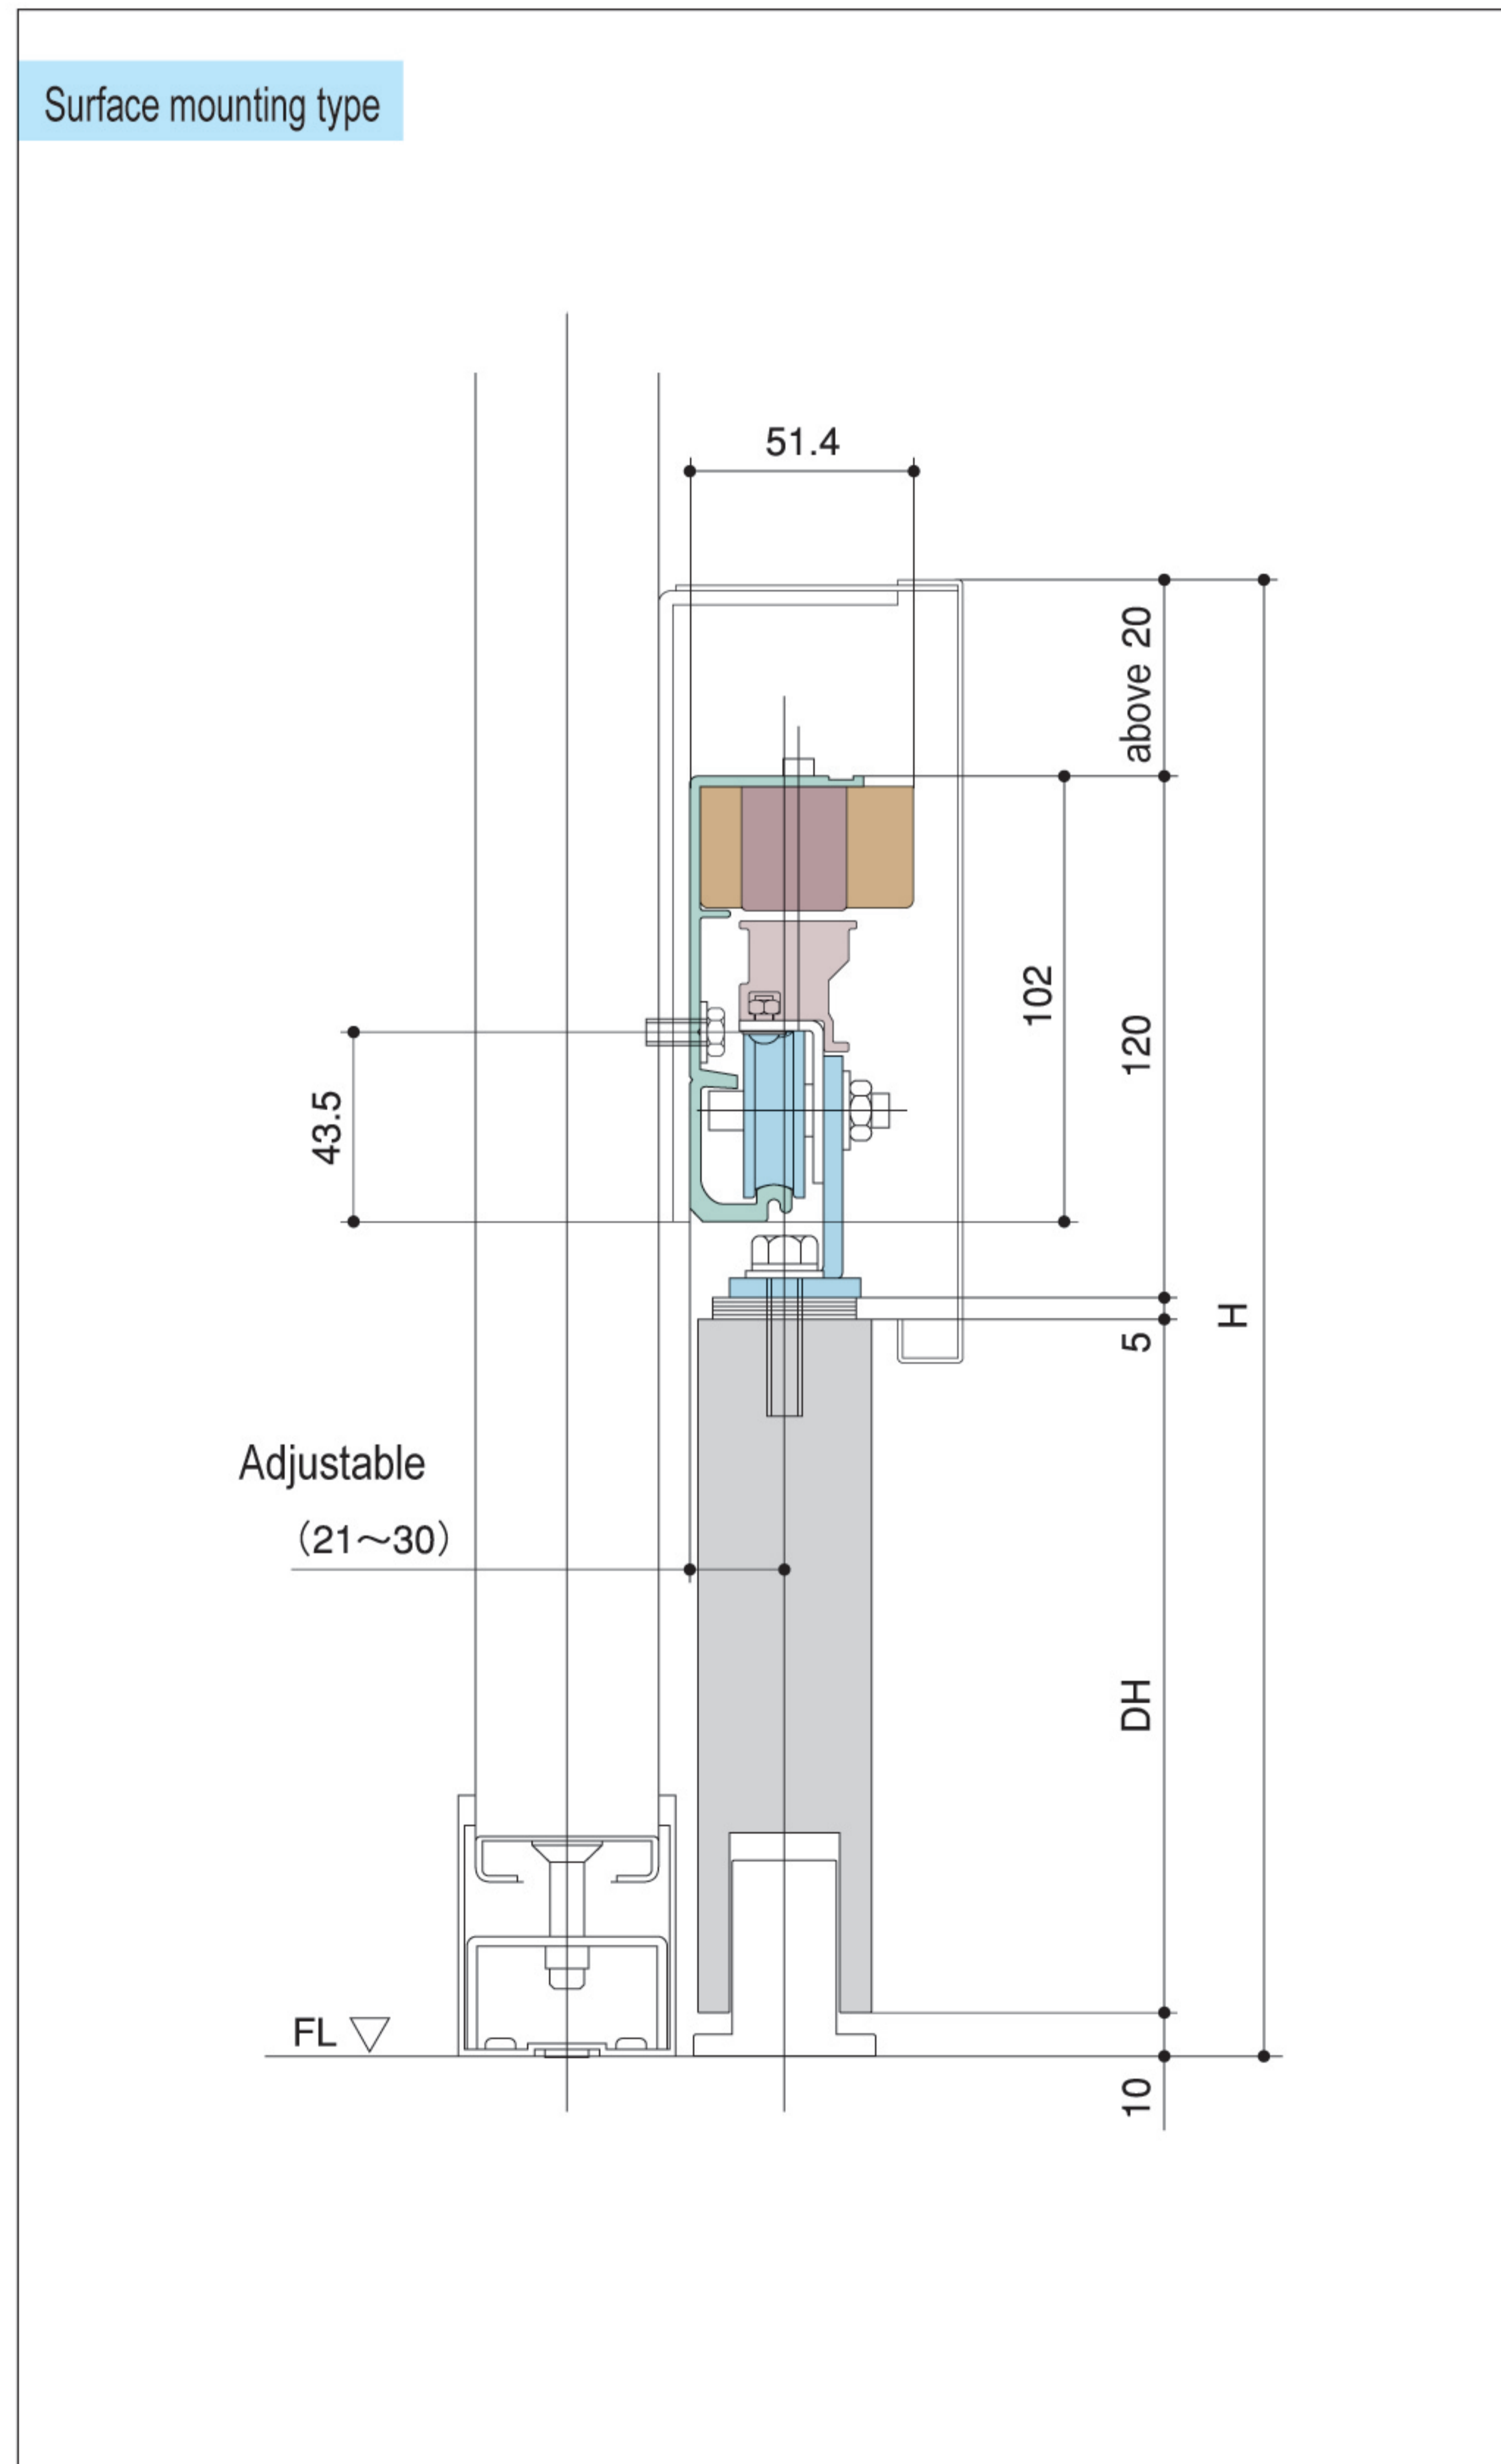 Surface mounting type
51.4
above 20
102
120
43.5
5
H
Adjustable
(21~30)
DH
FL
10